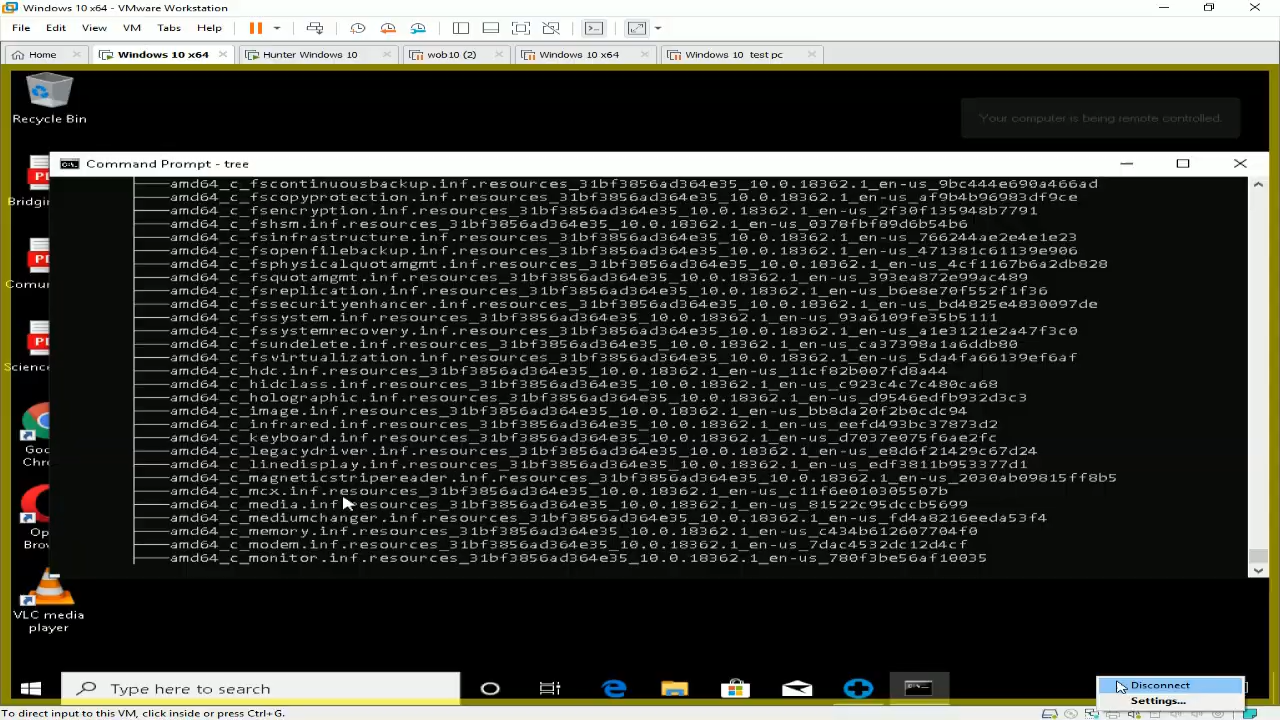 Windows 10 x64 - VMware Workstation
File Edit View VM Tabs Help
Home Windows 10 x64 Hunter Windows 10 wob10 (2) Windows 10 x64 Windows 10 test pc
Recycle Bin
Your computer is being remote controlled.
Command Prompt - tree
amd64_c_fscontinuousbackup.inf.resources_31bf3856ad364e35_10.0.18362.1_en-us_9bc444e690a466ad
amd64_c_fscopyprotection.inf.resources_31bf3856ad364e35_10.0.18362.1_en-us_af9b4b96983df9ce
amd64_c_fsencryption.inf.resources_31bf3856ad364e35_10.0.18362.1_en-us_2f30f135948b7791
amd64_c_fshsm.inf.resources_31bf3856ad364e35_10.0.18362.1_en-us_0378fbf89d6b54b6
amd64_c_fsinfrastructure.inf.resources_31bf3856ad364e35_10.0.18362.1_en-us_766244ae2e4e1e23
amd64_c_fsopenfilebackup.inf.resources_31bf3856ad364e35_10.0.18362.1_en-us_471381c61139e906
amd64_c_fsphysicalquotamgmt.inf.resources_31bf3856ad364e35_10.0.18362.1_en-us_4cf1167b6a2db828
amd64_c_fsquotamgmt.inf.resources_31bf3856ad364e35_10.0.18362.1_en-us_393ea872e99ac489
amd64_c_fsreplication.inf.resources_31bf3856ad364e35_10.0.18362.1_en-us_b6e8e70f552f1f36
amd64_c_fssecurityenhancer.inf.resources_31bf3856ad364e35_10.0.18362.1_en-us_bd4825e4830097de
amd64_c_fssystem.inf.resources_31bf3856ad364e35_10.0.18362.1_en-us_93a6109fe35b5111
amd64_c_fssystemrecovery.inf.resources_31bf3856ad364e35_10.0.18362.1_en-us_a1e3121e2a47f3c0
amd64_c_fsundelete.inf.resources_31bf3856ad364e35_10.0.18362.1_en-us_ca37398a1a6ddb80
amd64_c_fsvirtualization.inf.resources_31bf3856ad364e35_10.0.18362.1_en-us_5da4fa66139ef6af
amd64_c_hdc.inf.resources_31bf3856ad364e35_10.0.18362.1_en-us_11cf82b007fd8a44
amd64_c_hidclass.inf.resources_31bf3856ad364e35_10.0.18362.1_en-us_c923c4c7c480ca68
amd64_c_holographic.inf.resources_31bf3856ad364e35_10.0.18362.1_en-us_d9546edfb932d3c3
amd64_c_image.inf.resources_31bf3856ad364e35_10.0.18362.1_en-us_bb8da20f2b0cdc94
amd64_c_infrared.inf.resources_31bf3856ad364e35_10.0.18362.1_en-us_eefd493bc37873d2
amd64_c_keyboard.inf.resources_31bf3856ad364e35_10.0.18362.1_en-us_d7037e075f6ae2fc
amd64_c_legacydriver.inf.resources_31bf3856ad364e35_10.0.18362.1_en-us_e8d6f21429c67d24
amd64_c_linedisplay.inf.resources_31bf3856ad364e35_10.0.18362.1_en-us_edf3811b953377d1
amd64_c_magneticstripereader.inf.resources_31bf3856ad364e35_10.0.18362.1_en-us_2030ab09815ff8b5
amd64_c_mcx.inf.resources_31bf3856ad364e35_10.0.18362.1_en-us_c11f6e010305507b
amd64_c_media.inf.resources_31bf3856ad364e35_10.0.18362.1_en-us_81522c95dccb5699
amd64_c_mediumchanger.inf.resources_31bf3856ad364e35_10.0.18362.1_en-us_fd4a8216eeda53f4
amd64_c_memory.inf.resources_31bf3856ad364e35_10.0.18362.1_en-us_c434b612607704f0
amd64_c_modem.inf.resources_31bf3856ad364e35_10.0.18362.1_en-us_7dac4532dc12d4cf
amd64_c_monitor.inf.resources_31bf3856ad364e35_10.0.18362.1_en-us_780f3be56af10035
Bridgin
Comun
Science
Goo
Chro
Op
Brow
VLC media
player
Type here to search
Disconnect
Settings...
To direct input to this VM, click inside or press Ctrl+G.